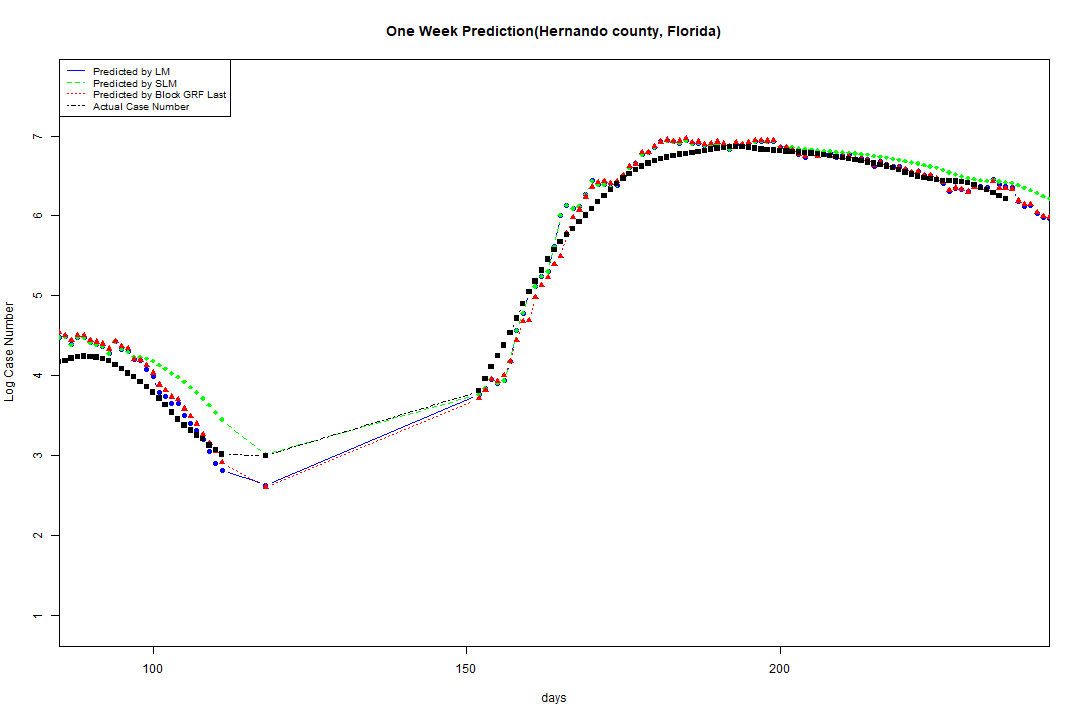 One Week Prediction(Hernando county, Florida)
Predicted by LM
Predicted by SLM
Predicted by Block GRF Last
Actual Case Number
7
6
5
4
3
2
1
Log Case Number
100 150 200
days